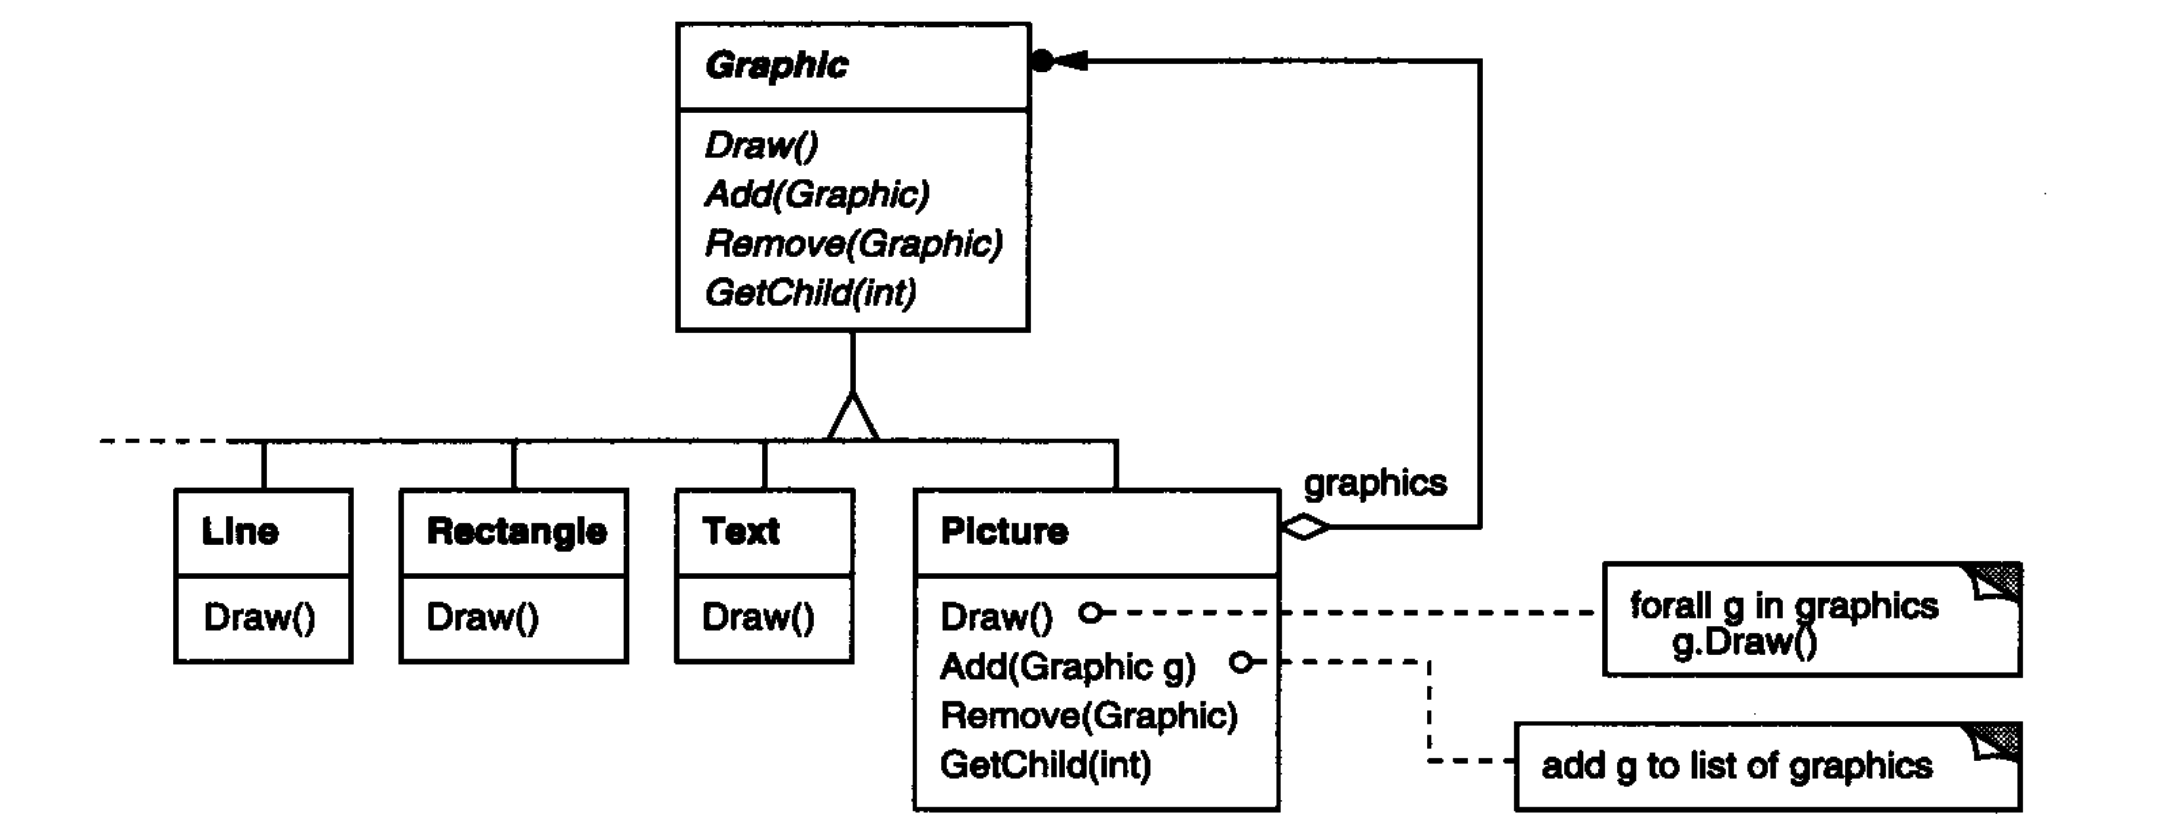 Graphic
Draw()
Add(Graphic)
Remove(Graphic)
GetChild(int)
graphics
Line
Rectangle
Text
Picture
Draw()
Draw()
Draw()
Draw()
Add(Graphic g)
Remove(Graphic)
GetChild(int)
forall g in graphics
g.Draw()
add g to list of graphics